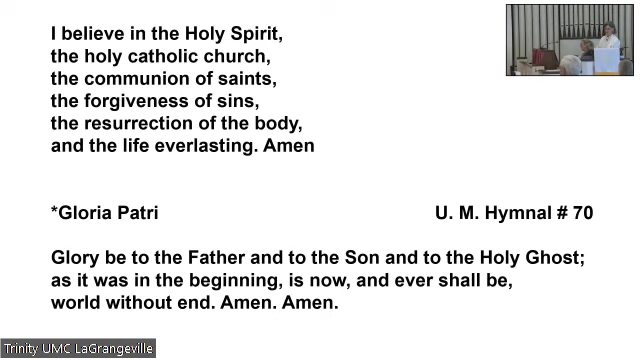 I believe in the Holy Spirit,
the holy catholic church,
the communion of saints,
the forgiveness of sins,
the resurrection of the body,
and the life everlasting. Amen
*Gloria Patri U. M. Hymnal # 70
Glory be to the Father and to the Son and to the Holy Ghost;
as it was in the beginning, is now, and ever shall be,
world without end. Amen. Amen.
Trinity UMC LaGrangeville